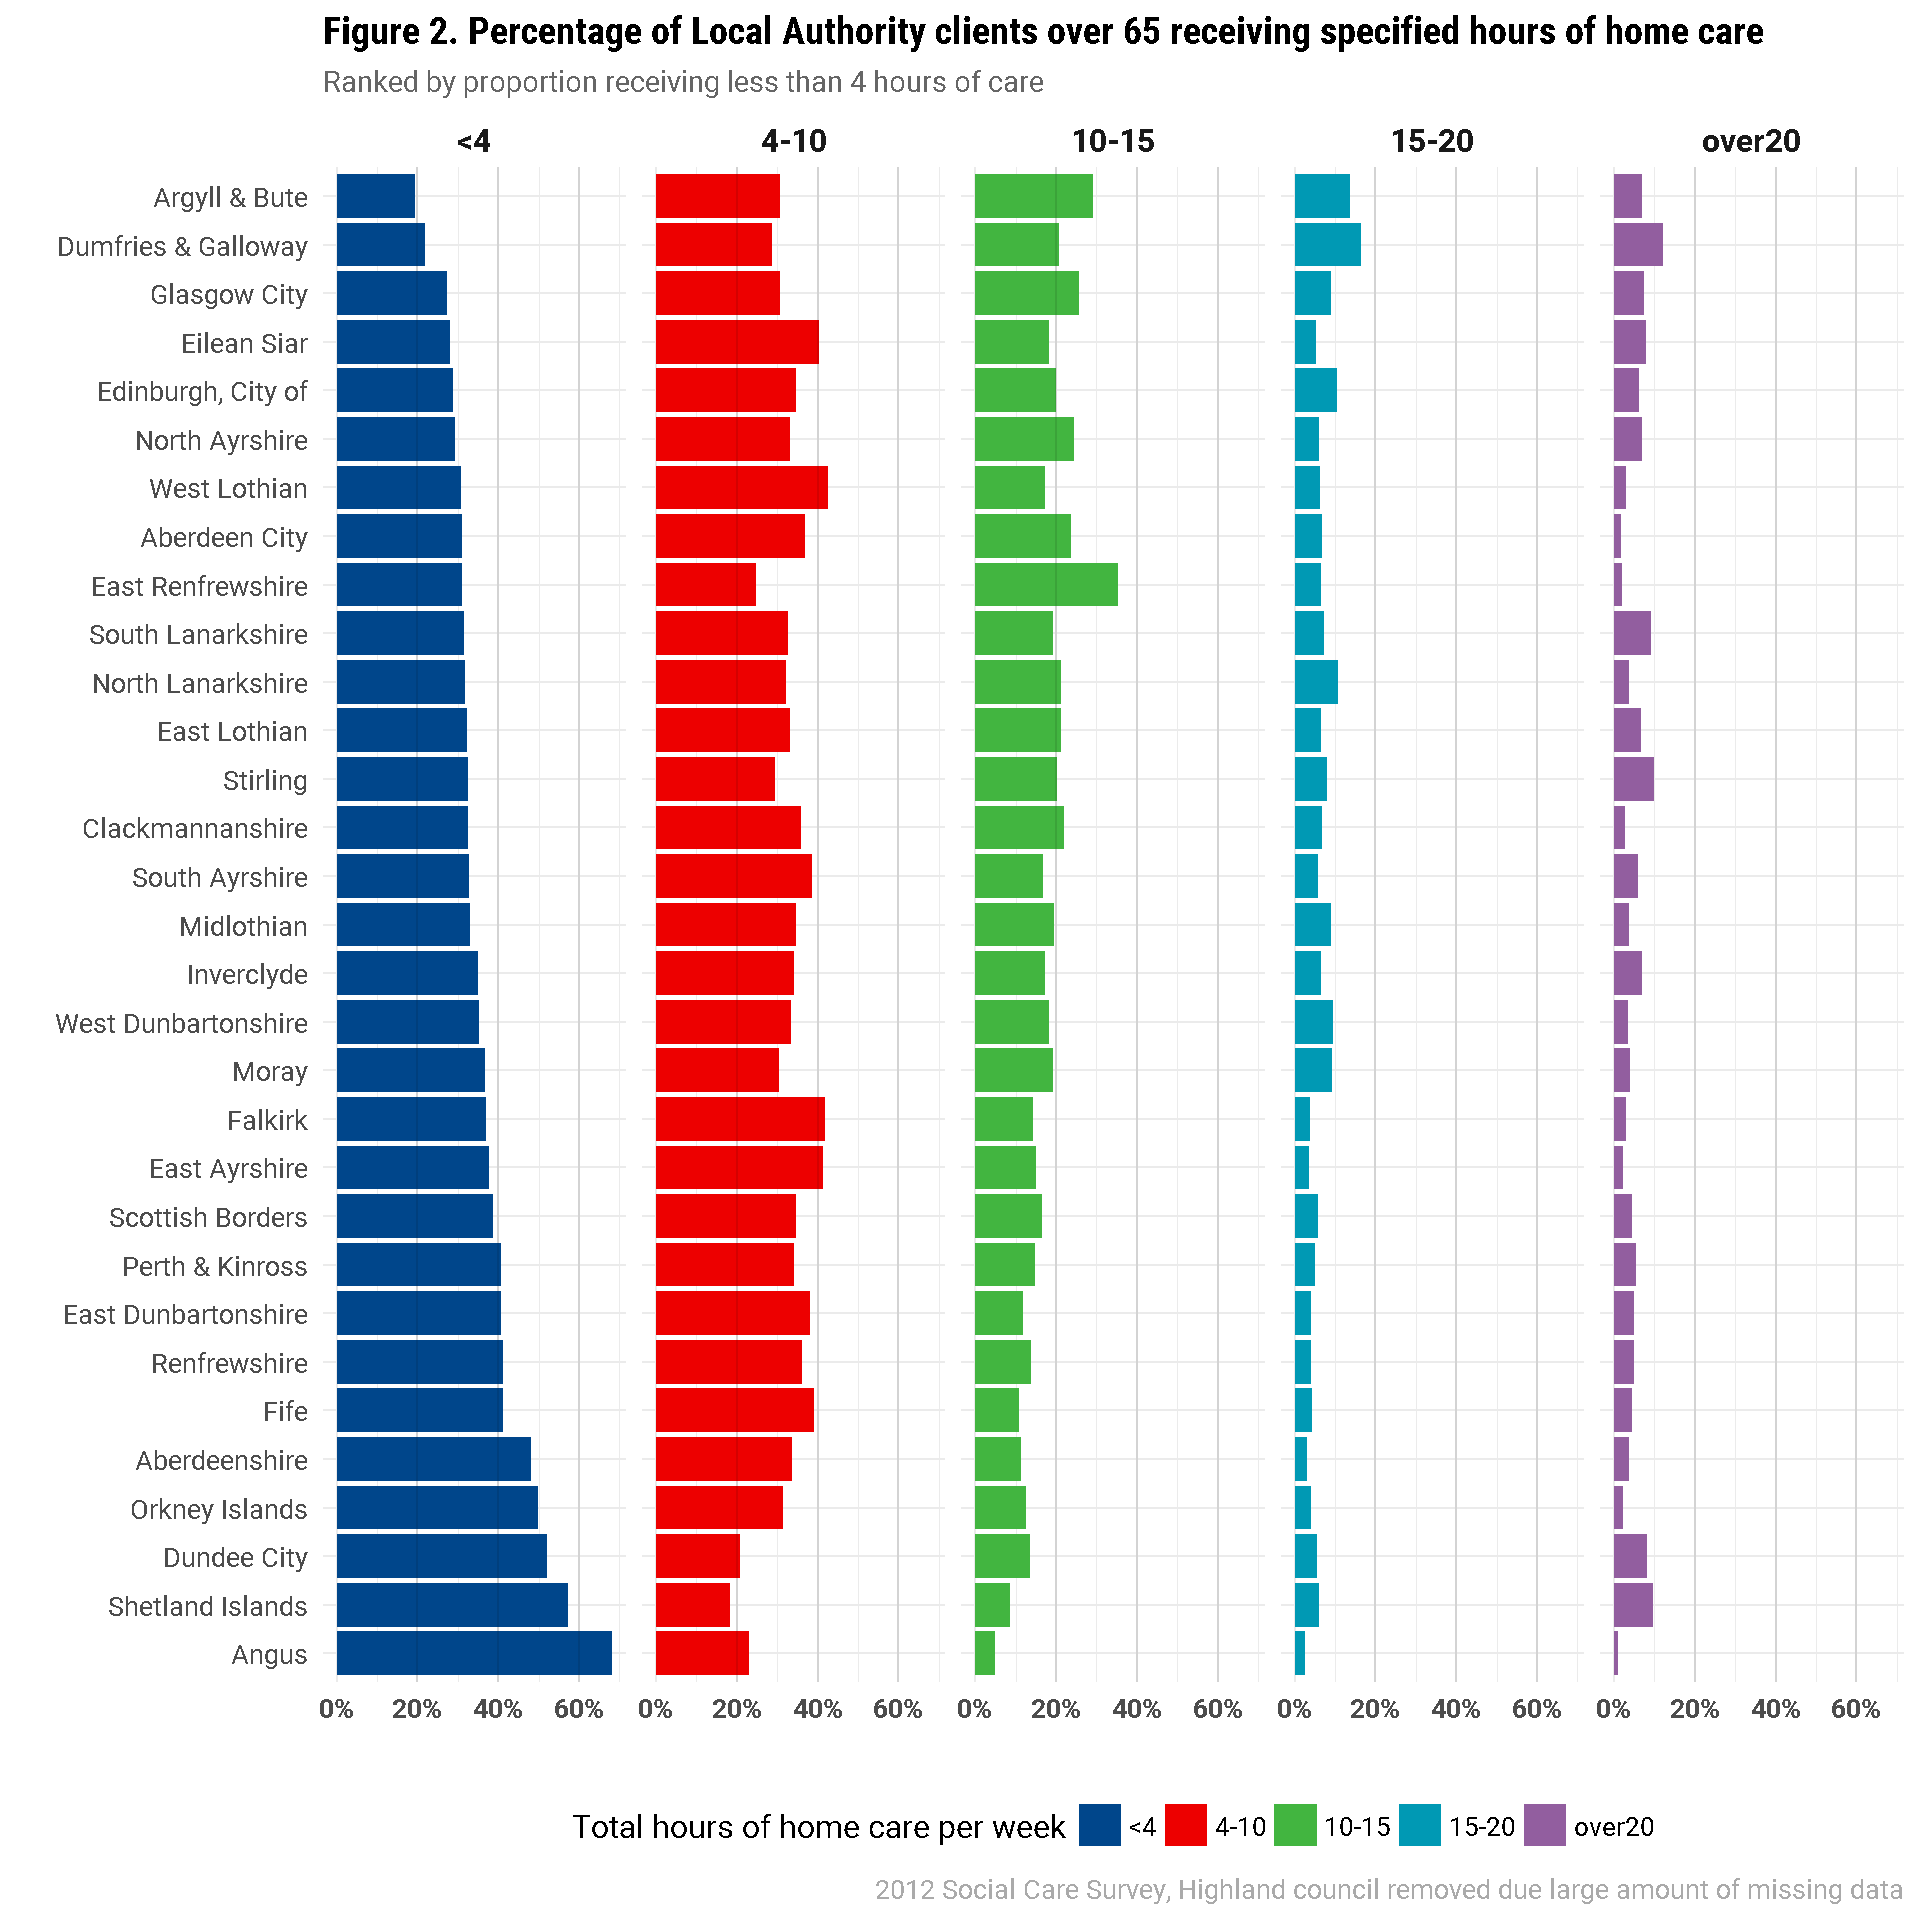 Figure 2. Percentage of Local Authority clients over 65 receiving specified hours of home care
Ranked by proportion receiving less than 4 hours of care
<4 4-10 10-15 15-20 over20
Argyll & Bute
Dumfries & Galloway
Glasgow City
Eilean Siar
Edinburgh, City of
North Ayrshire
West Lothian
Aberdeen City
East Renfrewshire
South Lanarkshire
North Lanarkshire
East Lothian
Stirling
Clackmannanshire
South Ayrshire
Midlothian
Inverclyde
West Dunbartonshire
Moray
Falkirk
East Ayrshire
Scottish Borders
Perth & Kinross
East Dunbartonshire
Renfrewshire
Fife
Aberdeenshire
Orkney Islands
Dundee City
Shetland Islands
Angus
0% 20% 40% 60% 0% 20% 40% 60% 0% 20% 40% 60% 0% 20% 40% 60% 0% 20% 40% 60%
Total hours of home care per week <4 4-10 10-15 15-20 over20
2012 Social Care Survey, Highland council removed due large amount of missing data